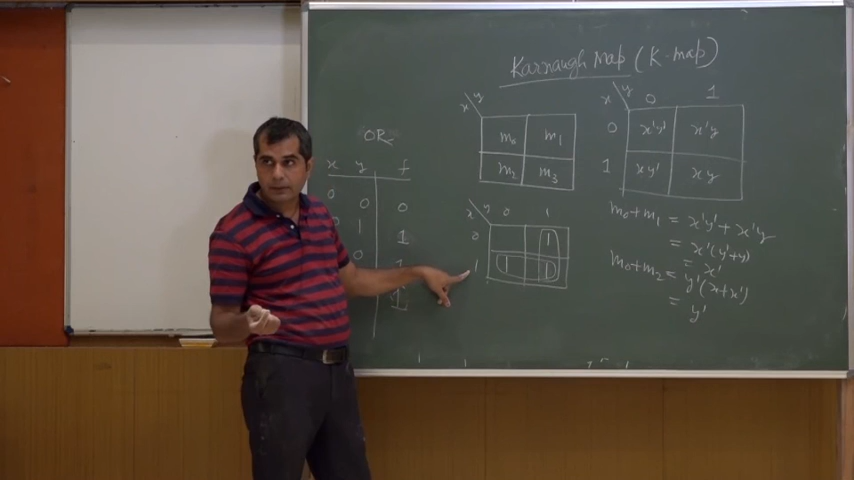 Karnaugh Map (K-map)
OR
x y f
0 0 0
0 1 1
0 1
1
x y
m₀ m₁
m₂ m₃
x y 0 1
0 x'y' x'y
1 xy' xy
x y 0 1
0 1
1 1 1
m₀+m₁ = x'y' + x'y
= x'(y'+y)
= x'
m₀+m₂ = y'(x+x')
= y'